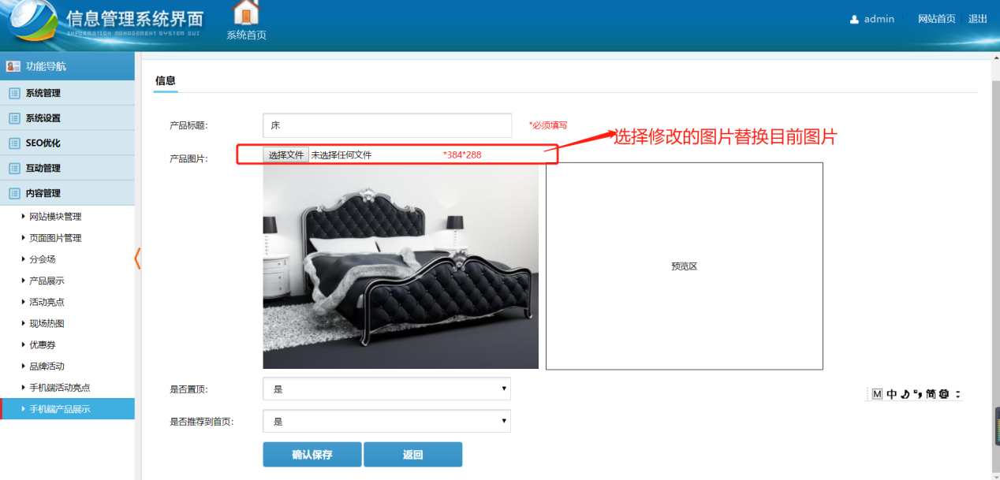 信息管理系统界面
INFORMATION MANAGEMENT SYSTEM GUI
系统首页
admin
网站首页
退出
功能导航
系统管理
系统设置
SEO优化
互动管理
内容管理
网站模块管理
页面图片管理
分会场
产品展示
活动亮点
现场热图
优惠券
品牌活动
手机端活动亮点
手机端产品展示
信息
产品标题: 床 *必须填写
产品图片: 选择文件 未选择任何文件 *384*288
选择修改的图片替换目前图片
预览区
是否置顶: 是
是否推荐到首页: 是
确认保存 返回
M 中 简